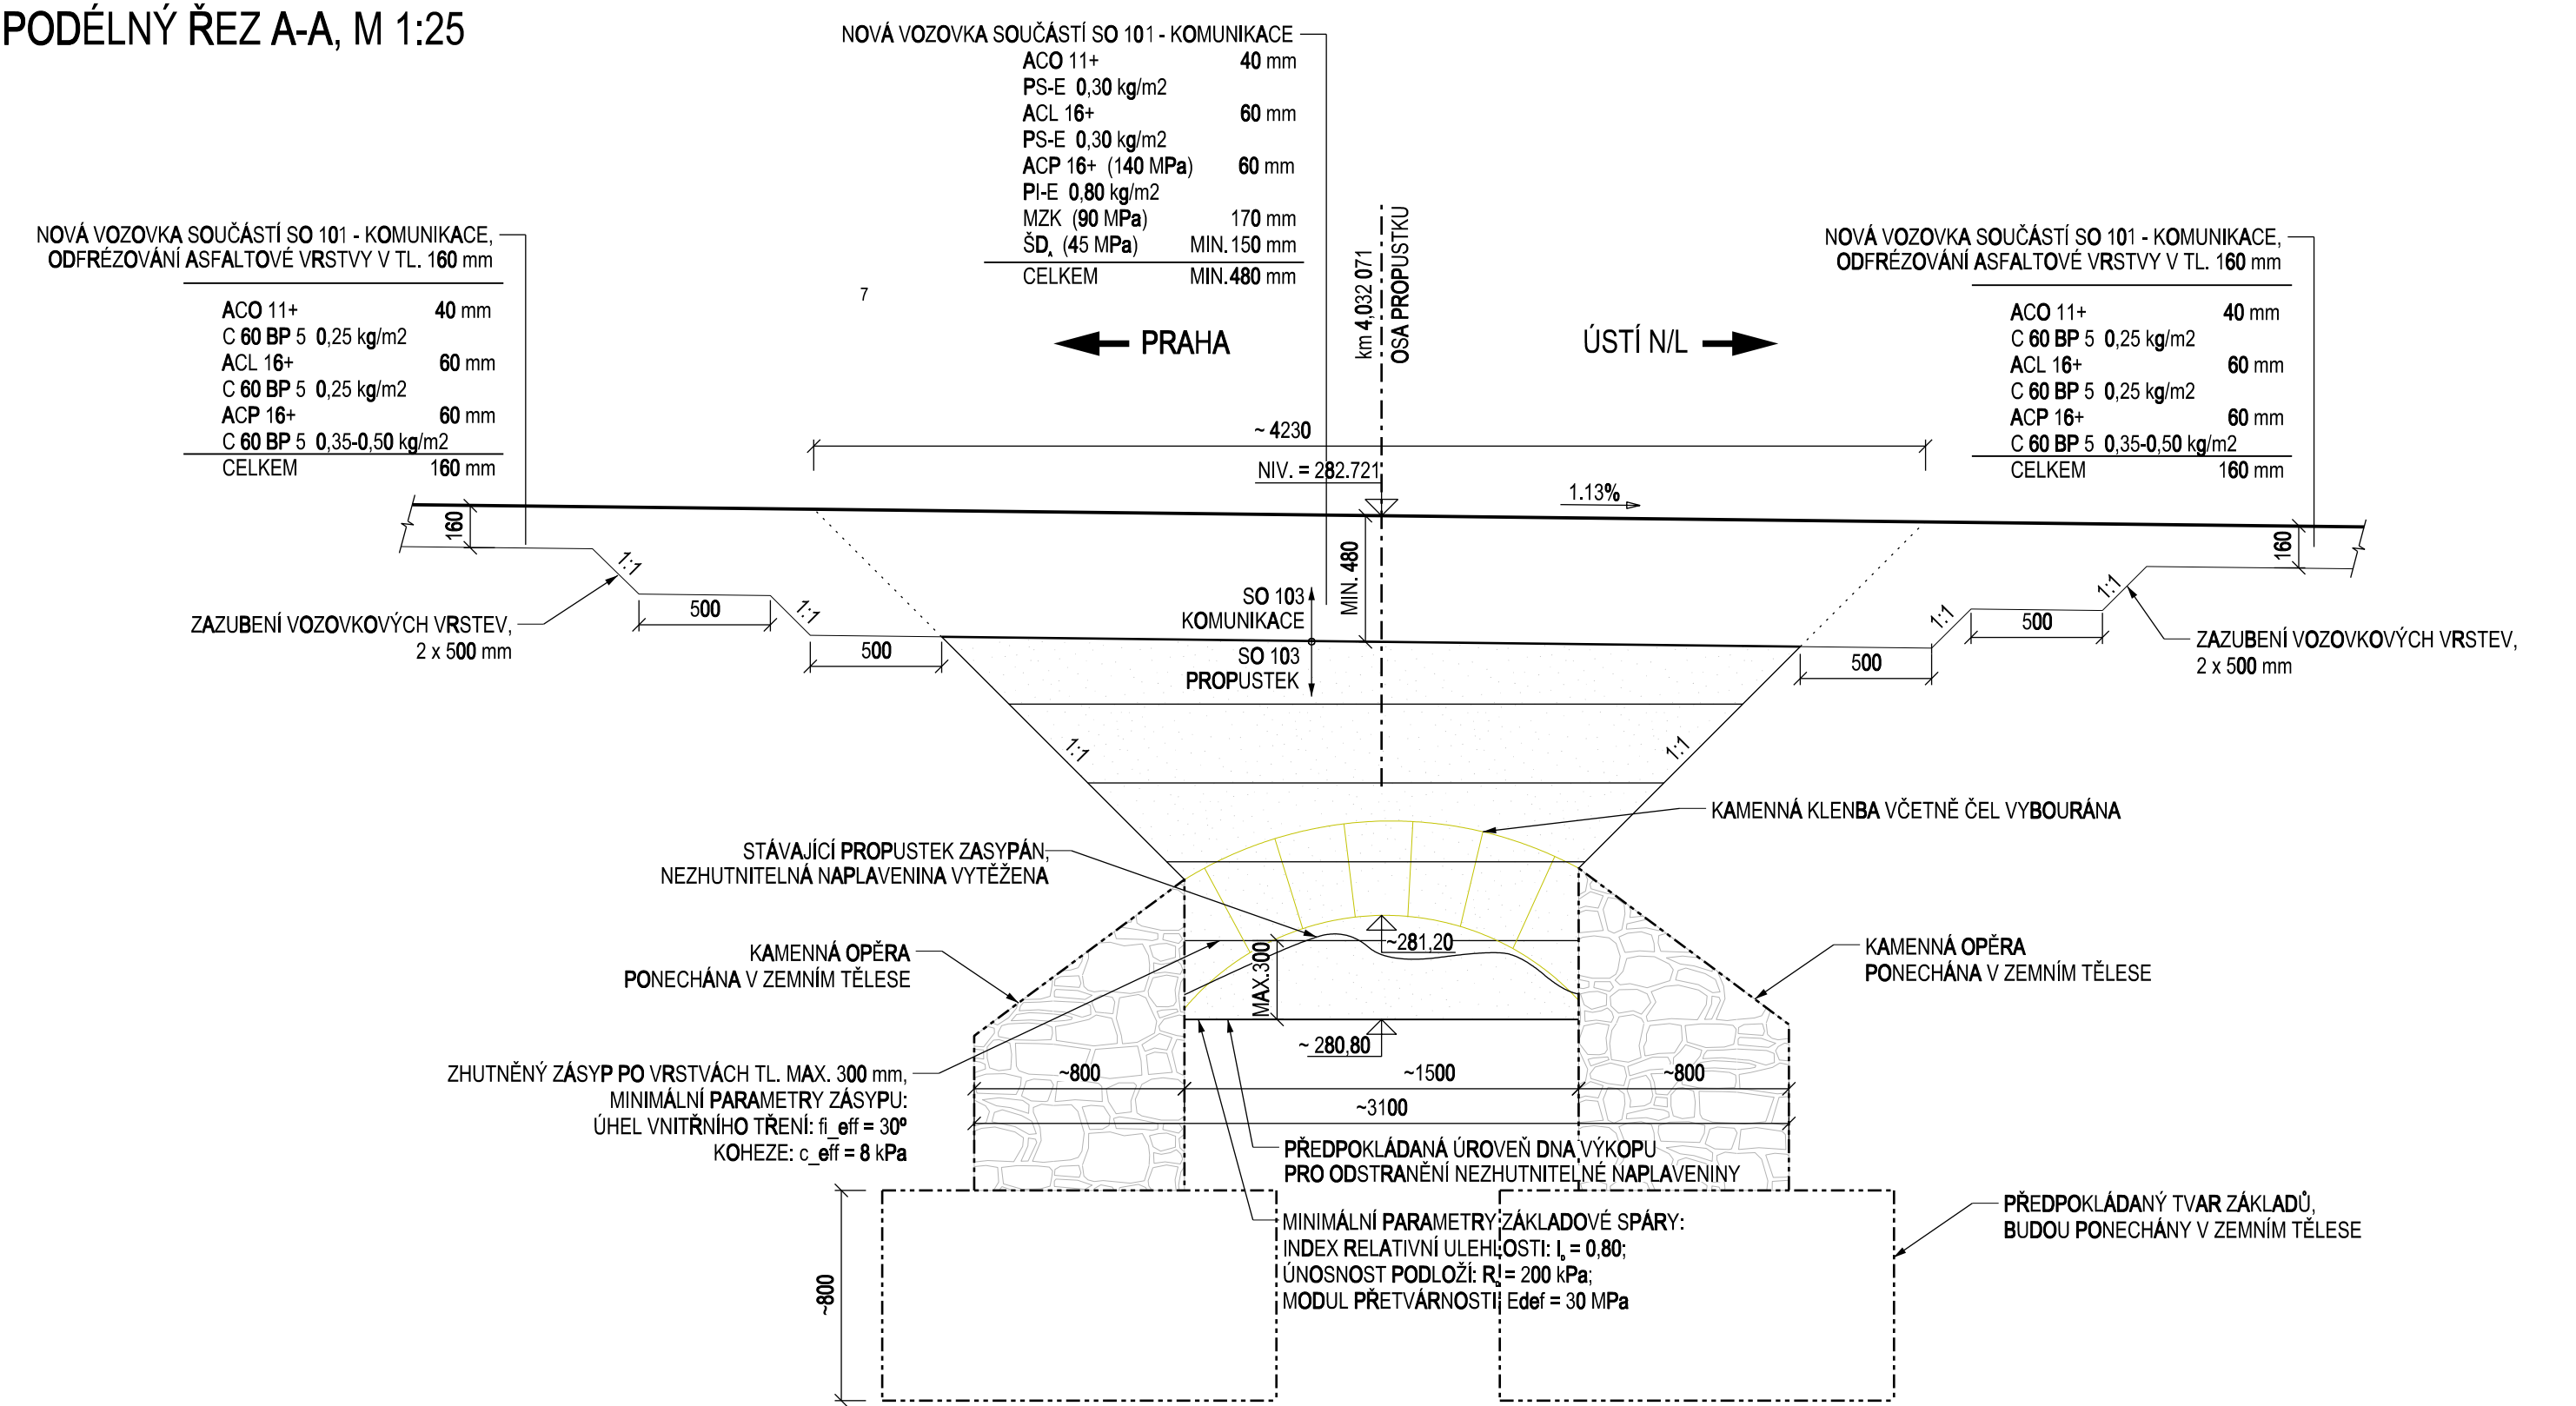 PODÉLNÝ ŘEZ A-A, M 1:25
NOVÁ VOZOVKA SOUČÁSTÍ SO 101 - KOMUNIKACE
ACO 11+ 40 mm
PS-E 0,30 kg/m2
ACL 16+ 60 mm
PS-E 0,30 kg/m2
ACP 16+ (140 MPa) 60 mm
PI-E 0,80 kg/m2
MZK (90 MPa) 170 mm
ŠDA (45 MPa) MIN.150 mm
CELKEM MIN.480 mm
NOVÁ VOZOVKA SOUČÁSTÍ SO 101 - KOMUNIKACE,
ODFRÉZOVÁNÍ ASFALTOVÉ VRSTVY V TL. 160 mm
ACO 11+ 40 mm
C 60 BP 5 0,25 kg/m2
ACL 16+ 60 mm
C 60 BP 5 0,25 kg/m2
ACP 16+ 60 mm
C 60 BP 5 0,35-0,50 kg/m2
CELKEM 160 mm
7
PRAHA
km 4,032 071
OSA PROPUSTKU
ÚSTÍ N/L
NOVÁ VOZOVKA SOUČÁSTÍ SO 101 - KOMUNIKACE,
ODFRÉZOVÁNÍ ASFALTOVÉ VRSTVY V TL. 160 mm
ACO 11+ 40 mm
C 60 BP 5 0,25 kg/m2
ACL 16+ 60 mm
C 60 BP 5 0,25 kg/m2
ACP 16+ 60 mm
C 60 BP 5 0,35-0,50 kg/m2
CELKEM 160 mm
~ 4230
NIV. = 282.721
1.13%
160
160
1:1
1:1
500
500
ZAZUBENÍ VOZOVKOVÝCH VRSTEV,
2 x 500 mm
MIN. 480
SO 103
KOMUNIKACE
SO 103
PROPUSTEK
1:1
1:1
500
500
ZAZUBENÍ VOZOVKOVÝCH VRSTEV,
2 x 500 mm
1:1
1:1
KAMENNÁ KLENBA VČETNĚ ČEL VYBOURÁNA
STÁVAJÍCÍ PROPUSTEK ZASYPÁN,
NEZHUTNITELNÁ NAPLAVENINA VYTĚŽENA
KAMENNÁ OPĚRA
PONECHÁNA V ZEMNÍM TĚLESE
~281,20
MAX.300
KAMENNÁ OPĚRA
PONECHÁNA V ZEMNÍM TĚLESE
~ 280,80
ZHUTNĚNÝ ZÁSYP PO VRSTVÁCH TL. MAX. 300 mm,
MINIMÁLNÍ PARAMETRY ZÁSYPU:
ÚHEL VNITŘNÍHO TŘENÍ: fi_eff = 30º
KOHEZE: c_eff = 8 kPa
~800
~1500
~800
~3100
PŘEDPOKLÁDANÁ ÚROVEŇ DNA VÝKOPU
PRO ODSTRANĚNÍ NEZHUTNITELNÉ NAPLAVENINY
MINIMÁLNÍ PARAMETRY ZÁKLADOVÉ SPÁRY:
INDEX RELATIVNÍ ULEHLOSTI: ID = 0,80;
ÚNOSNOST PODLOŽÍ: Rd = 200 kPa;
MODUL PŘETVÁRNOSTI: Edef = 30 MPa
~800
PŘEDPOKLÁDANÝ TVAR ZÁKLADŮ,
BUDOU PONECHÁNY V ZEMNÍM TĚLESE